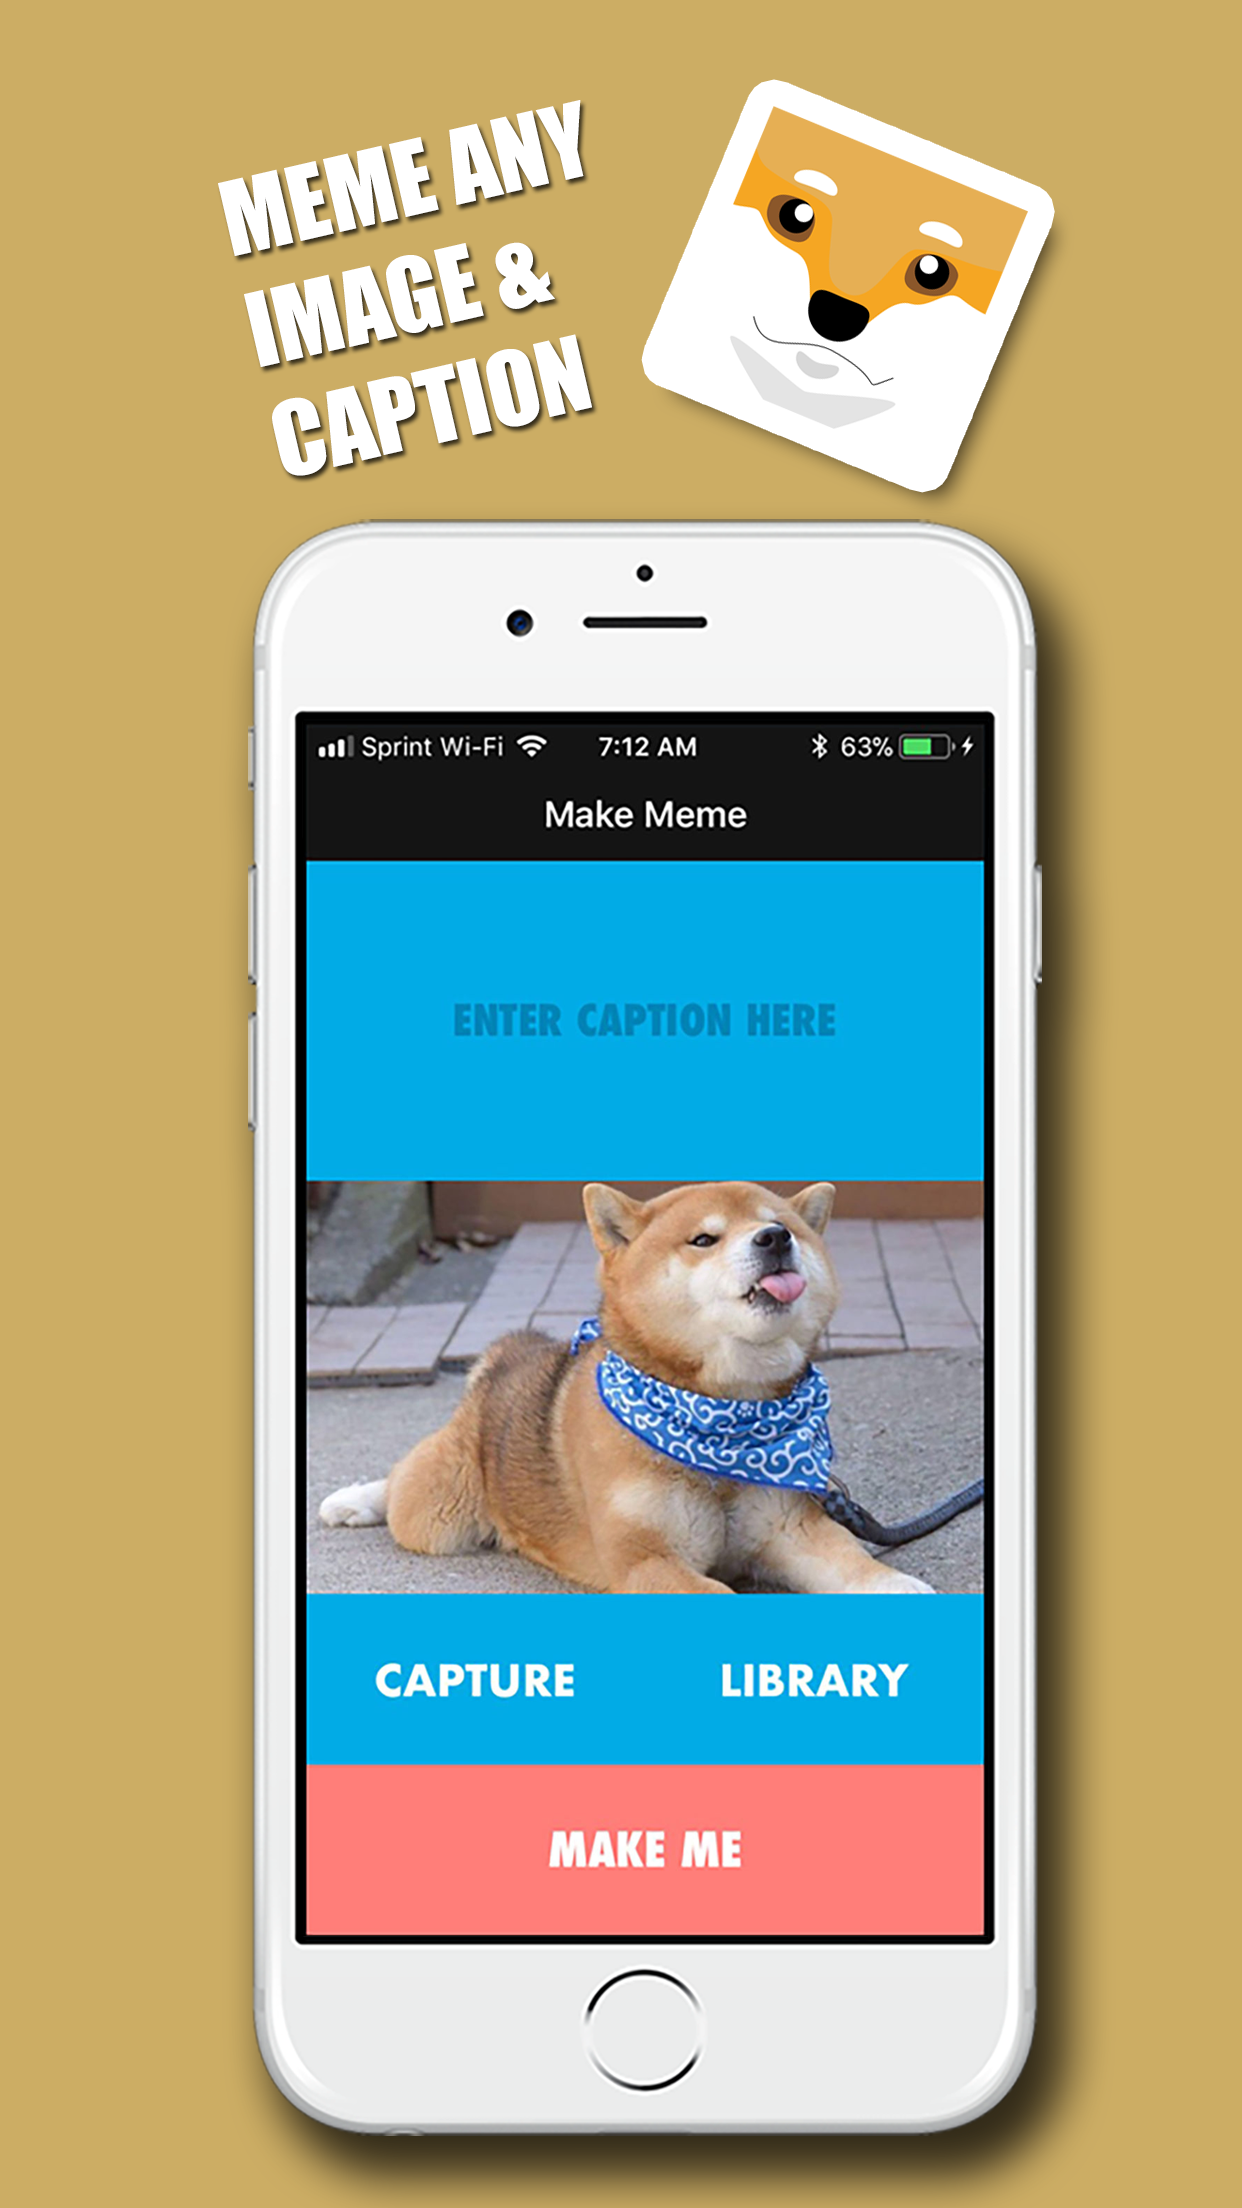 MEME ANY
IMAGE &
CAPTION
Sprint Wi-Fi 7:12 AM 63%
Make Meme
ENTER CAPTION HERE
CAPTURE LIBRARY
MAKE ME